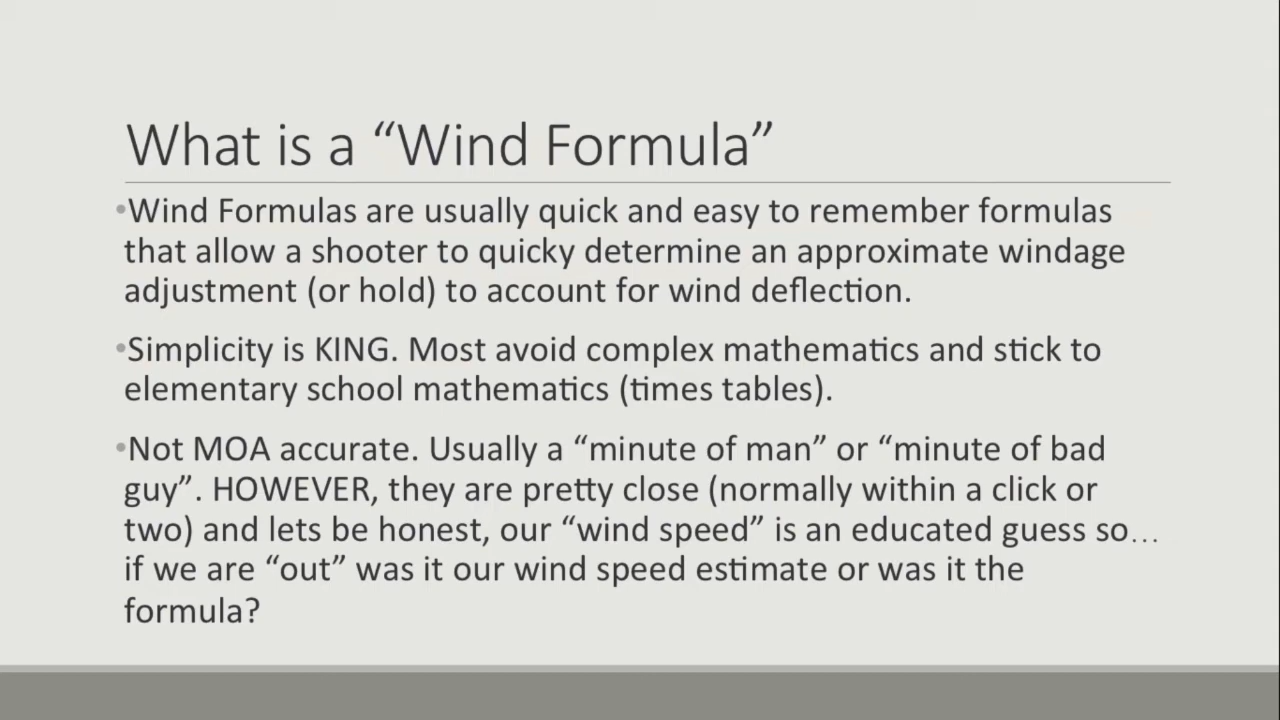 What is a “Wind Formula”
•Wind Formulas are usually quick and easy to remember formulas
that allow a shooter to quicky determine an approximate windage
adjustment (or hold) to account for wind deflection.
•Simplicity is KING. Most avoid complex mathematics and stick to
elementary school mathematics (times tables).
•Not MOA accurate. Usually a “minute of man” or “minute of bad
guy”. HOWEVER, they are pretty close (normally within a click or
two) and lets be honest, our “wind speed” is an educated guess so…
if we are “out” was it our wind speed estimate or was it the
formula?